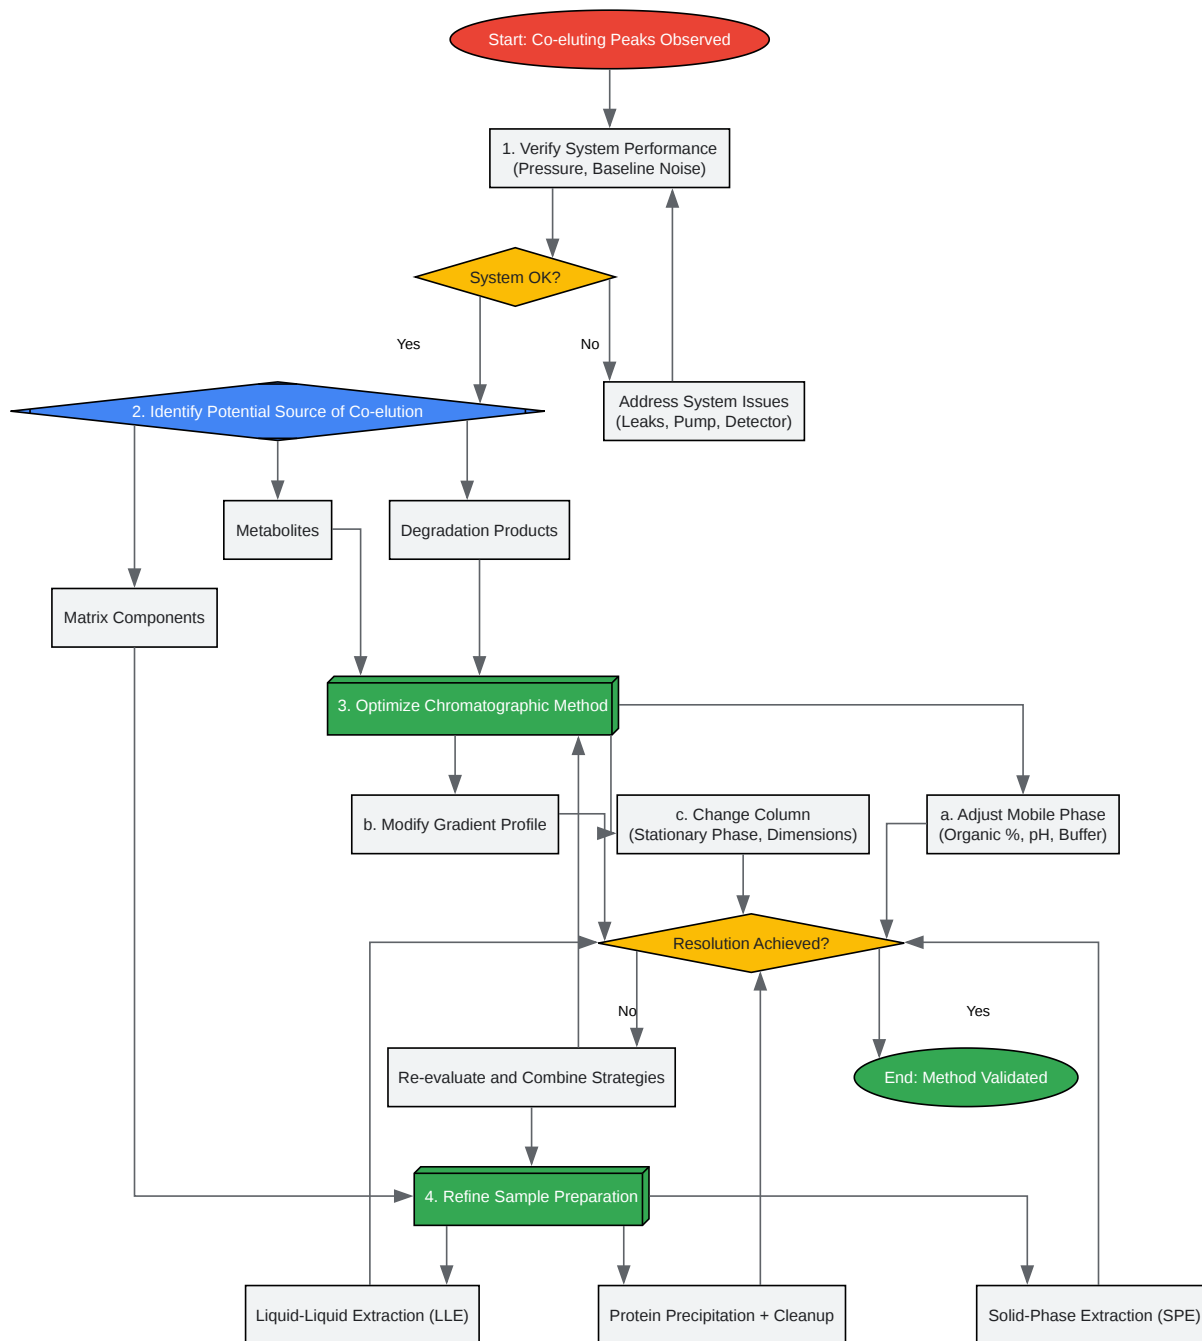 Start: Co-eluting Peaks Observed
1. Verify System Performance
(Pressure, Baseline Noise)
System OK?
Yes
No
Address System Issues
(Leaks, Pump, Detector)
2. Identify Potential Source of Co-elution
Metabolites
Degradation Products
Matrix Components
3. Optimize Chromatographic Method
b. Modify Gradient Profile
c. Change Column
(Stationary Phase, Dimensions)
a. Adjust Mobile Phase
(Organic %, pH, Buffer)
Resolution Achieved?
No
Yes
Re-evaluate and Combine Strategies
End: Method Validated
4. Refine Sample Preparation
Liquid-Liquid Extraction (LLE)
Protein Precipitation + Cleanup
Solid-Phase Extraction (SPE)